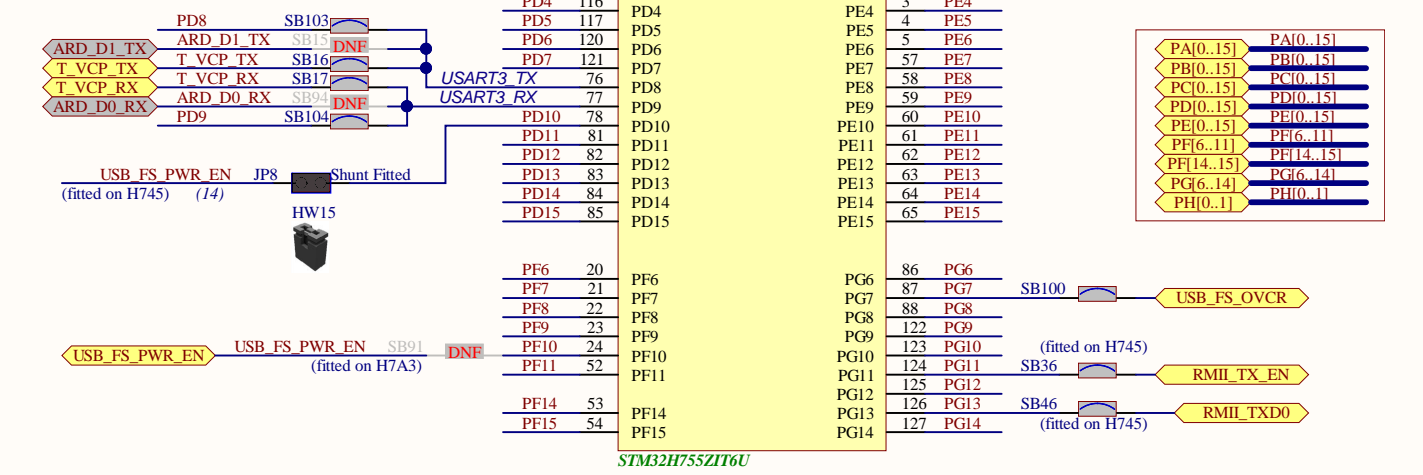 PD4 116 PD4 PE4 3 PE4
PD8 SB103 PD5 117 PD5 PE5 4 PE5
ARD_D1_TX ARD_D1_TX SB15 DNF PD6 120 PD6 PE6 5 PE6 PA[0..15] PA[0..15]
T_VCP_TX T_VCP_TX SB16 PD7 121 PD7 PE7 57 PE7 PB[0..15] PB[0..15]
T_VCP_RX T_VCP_RX SB17 USART3_TX 76 PD8 PE8 58 PE8 PC[0..15] PC[0..15]
ARD_D0_RX ARD_D0_RX SB94 DNF USART3_RX 77 PD9 PE9 59 PE9 PD[0..15] PD[0..15]
PD9 SB104 PD10 78 PD10 PE10 60 PE10 PE[0..15] PE[0..15]
PD11 81 PD11 PE11 61 PE11 PF[6..11] PF[6..11]
PD12 82 PD12 PE12 62 PE12 PF[14..15] PF[14..15]
USB_FS_PWR_EN JP8 Shunt Fitted PD13 83 PD13 PE13 63 PE13 PG[6..14] PG[6..14]
(fitted on H745) (14) PD14 84 PD14 PE14 64 PE14 PH[0..1] PH[0..1]
HW15 PD15 85 PD15 PE15 65 PE15
PF6 20 PF6 PG6 86 PG6
PF7 21 PF7 PG7 87 PG7 SB100 USB_FS_OVCR
PF8 22 PF8 PG8 88 PG8
PF9 23 PF9 PG9 122 PG9
USB_FS_PWR_EN USB_FS_PWR_EN SB91 DNF PF10 24 PF10 PG10 123 PG10 (fitted on H745)
(fitted on H7A3) PF11 52 PF11 PG11 124 PG11 SB36 RMII_TX_EN
PG12 125 PG12
PF14 53 PF14 PG13 126 PG13 SB46 RMII_TXD0
PF15 54 PF15 PG14 127 PG14 (fitted on H745)
STM32H755ZIT6U